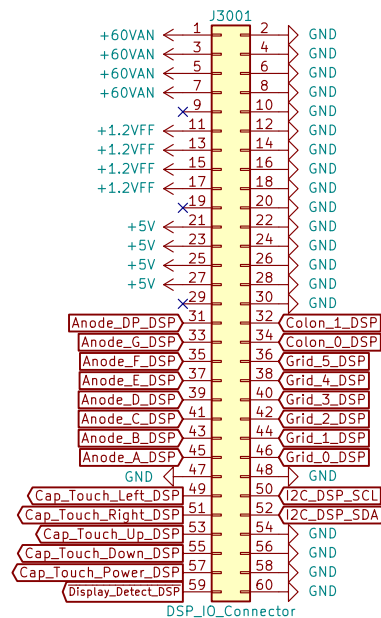 J3001
+60VAN 1 2 GND
+60VAN 3 4 GND
+60VAN 5 6 GND
+60VAN 7 8 GND
9 10 GND
+1.2VFF 11 12 GND
+1.2VFF 13 14 GND
+1.2VFF 15 16 GND
+1.2VFF 17 18 GND
19 20 GND
+5V 21 22 GND
+5V 23 24 GND
+5V 25 26 GND
+5V 27 28 GND
29 30 GND
Anode_DP_DSP 31 32 Colon_1_DSP
Anode_G_DSP 33 34 Colon_0_DSP
Anode_F_DSP 35 36 Grid_5_DSP
Anode_E_DSP 37 38 Grid_4_DSP
Anode_D_DSP 39 40 Grid_3_DSP
Anode_C_DSP 41 42 Grid_2_DSP
Anode_B_DSP 43 44 Grid_1_DSP
Anode_A_DSP 45 46 Grid_0_DSP
GND 47 48 GND
Cap_Touch_Left_DSP 49 50 I2C_DSP_SCL
Cap_Touch_Right_DSP 51 52 I2C_DSP_SDA
Cap_Touch_Up_DSP 53 54 GND
Cap_Touch_Down_DSP 55 56 GND
Cap_Touch_Power_DSP 57 58 GND
Display_Detect_DSP 59 60 GND
DSP_IO_Connector